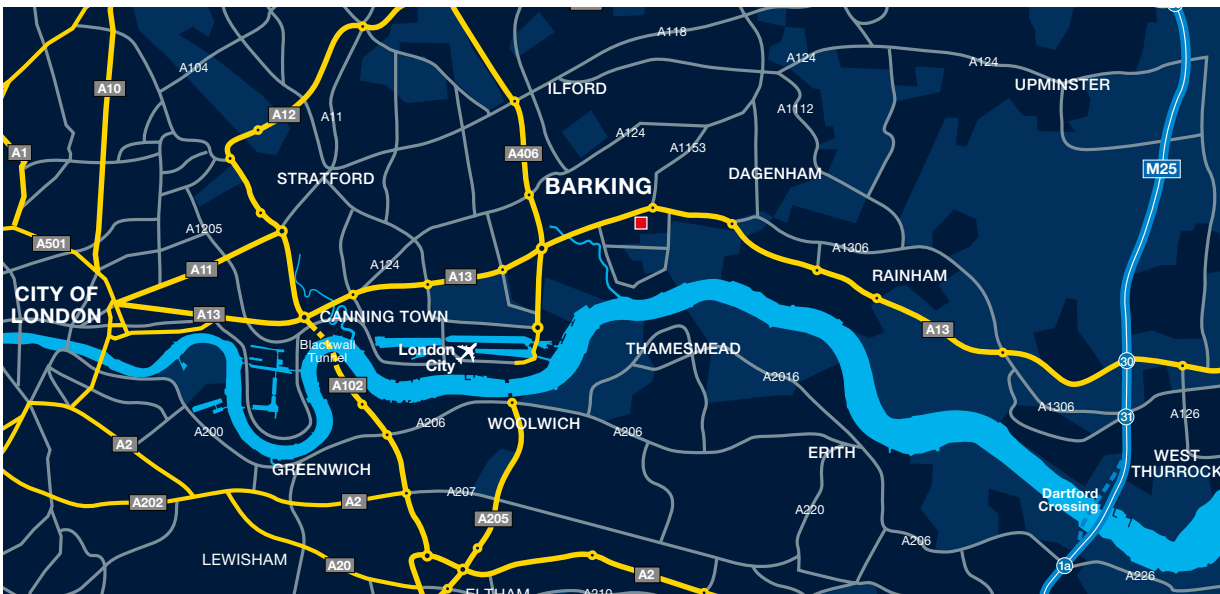 A118
A124
A124
A104
UPMINSTER
A10
ILFORD
A1112
A12
A11
A124
A1153
A1
A406
M25
STRATFORD
BARKING
DAGENHAM
A1205
A501
A1306
A11
A124
A13
RAINHAM
CITY OF
LONDON
A13
CANNING TOWN
A13
Blackwall
Tunnel
London
City
THAMESMEAD
30
A102
A2016
A1306
A126
31
A200
A206
WOOLWICH
A206
A2
ERITH
WEST
THURROCK
GREENWICH
A207
Dartford
Crossing
A202
A2
A205
A220
A206
LEWISHAM
A20
1a
A2
A226
ELTHAM
A210